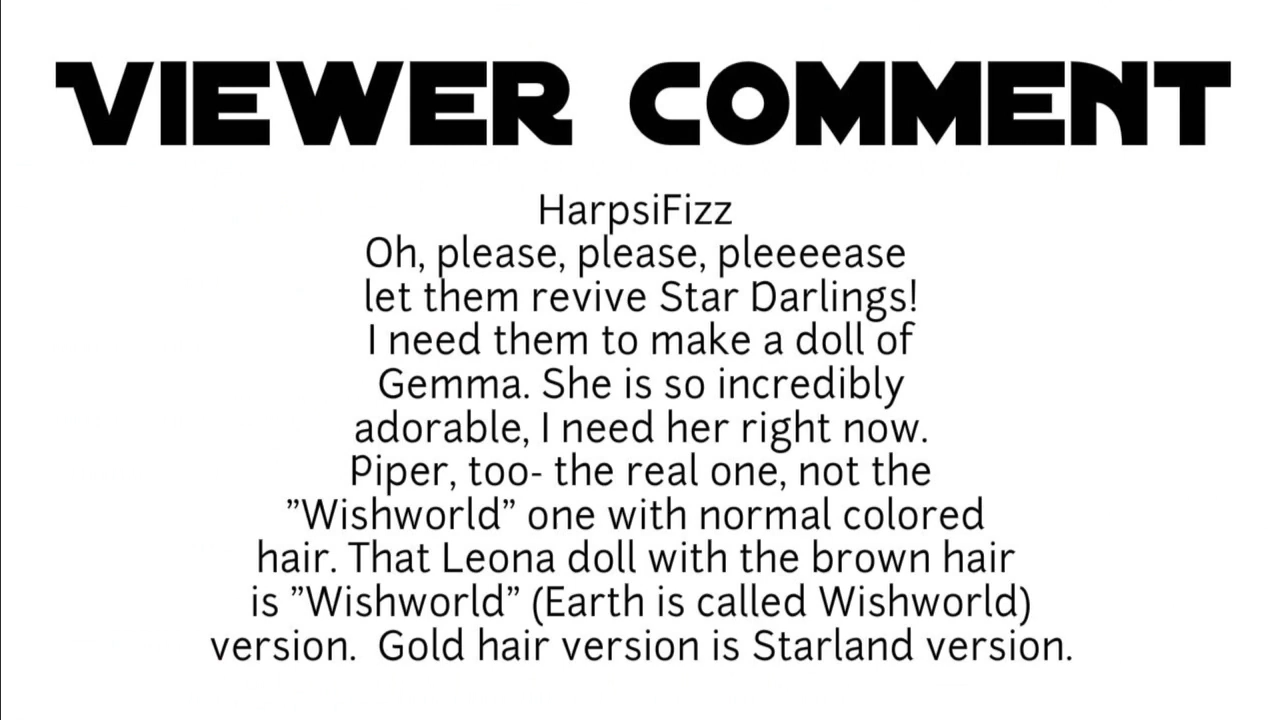 VIEWER COMMENT
HarpsiFizz
Oh, please, please, pleeeease
let them revive Star Darlings!
I need them to make a doll of
Gemma. She is so incredibly
adorable, I need her right now.
Piper, too- the real one, not the
”Wishworld” one with normal colored
hair. That Leona doll with the brown hair
is ”Wishworld” (Earth is called Wishworld)
version.  Gold hair version is Starland version.